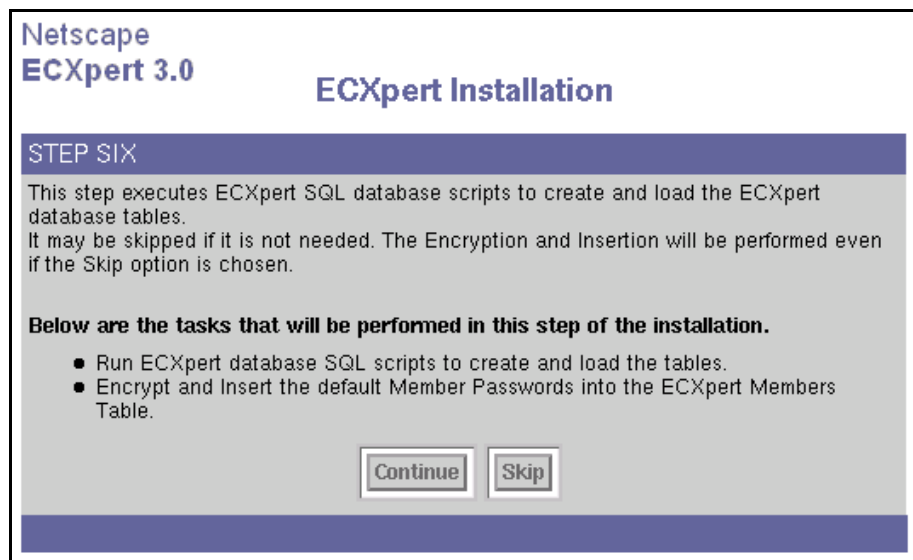 Netscape
ECXpert 3.0
ECXpert Installation
STEP SIX
This step executes ECXpert SQL database scripts to create and load the ECXpert
database tables.
It may be skipped if it is not needed. The Encryption and Insertion will be performed even
if the Skip option is chosen.
Below are the tasks that will be performed in this step of the installation.
● Run ECXpert database SQL scripts to create and load the tables.
● Encrypt and Insert the default Member Passwords into the ECXpert Members
Table.
Continue Skip